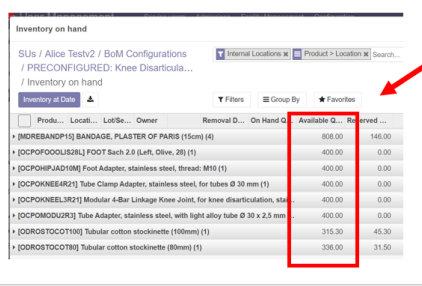 Inventory on hand
SUs / Alice Testv2 / BoM Configurations
/ PRECONFIGURED: Knee Disarticula…
/ Inventory on hand
Internal Locations × Product > Location × Search...
Inventory at Date Filters Group By Favorites
Produ… Locati… Lot/Se… Owner Removal D… On Hand Q… Available Q… Reserved …
[MDREBANDP15] BANDAGE, PLASTER OF PARIS (15cm) (4) 808.00 146.00
[OCPOFOOOLIS28L] FOOT Sach 2.0 (Left, Olive, 28) (1) 400.00 0.00
[OCPOHIPJAD10M] Foot Adapter, stainless steel, thread: M10 (1) 400.00 0.00
[OCPOKNEE4R21] Tube Clamp Adapter, stainless steel, for tubes Ø 30 mm (1) 400.00 0.00
[OCPOKNEEL3R21] Modular 4-Bar Linkage Knee Joint, for knee disarticulation, stai… 400.00 0.00
[OCPOMODU2R3] Tube Adapter, stainless steel, with light alloy tube Ø 30 x 2,5 mm 400.00 0.00
[ODROSTOCOT100] Tubular cotton stockinette (100mm) (1) 315.30 45.30
[ODROSTOCOT80] Tubular cotton stockinette (80mm) (1) 336.00 31.50